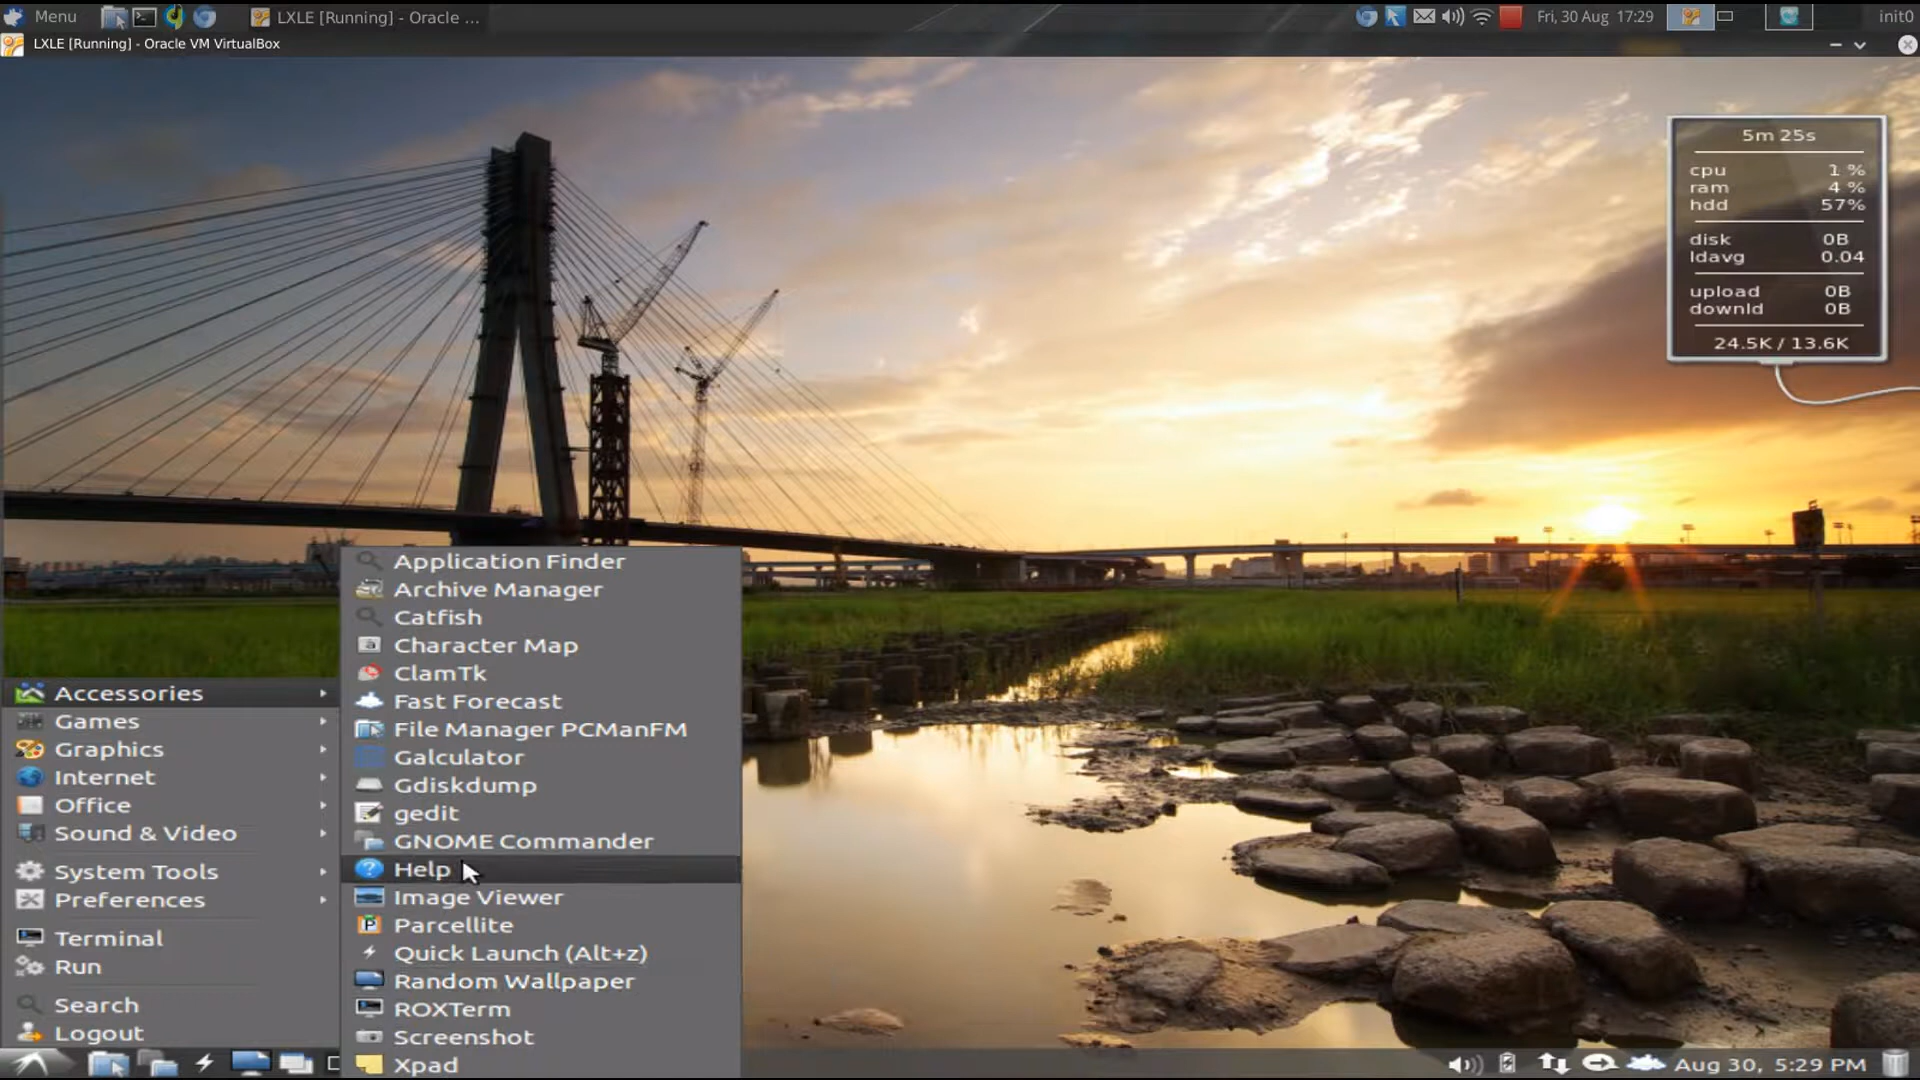 Menu
LXLE [Running] - Oracle ...
Fri, 30 Aug 17:29
init0
LXLE [Running] - Oracle VM VirtualBox
5m 25s
cpu 1 %
ram 4 %
hdd 57%
disk 0B
ldavg 0.04
upload 0B
downld 0B
24.5K / 13.6K
Application Finder
Archive Manager
Catfish
Character Map
ClamTk
Fast Forecast
File Manager PCManFM
Galculator
Gdiskdump
gedit
GNOME Commander
Help
Image Viewer
Parcellite
Quick Launch (Alt+z)
Random Wallpaper
ROXTerm
Screenshot
Xpad
Accessories
Games
Graphics
Internet
Office
Sound & Video
System Tools
Preferences
Terminal
Run
Search
Logout
Aug 30, 5:29 PM